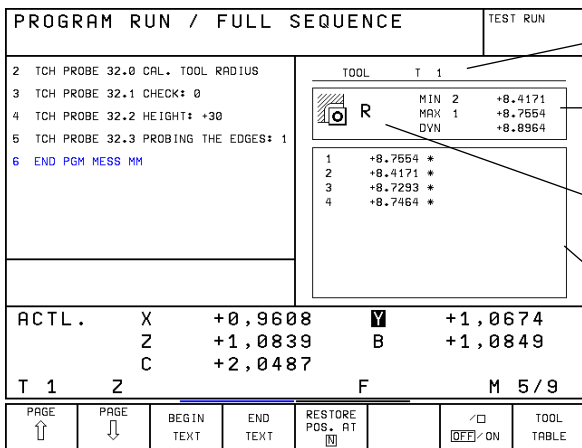 PROGRAM RUN / FULL SEQUENCE
TEST RUN
2 TCH PROBE 32.0 CAL. TOOL RADIUS
3 TCH PROBE 32.1 CHECK: 0
4 TCH PROBE 32.2 HEIGHT: +30
5 TCH PROBE 32.3 PROBING THE EDGES: 1
6 END PGM MESS MM
TOOL T 1
R
MIN 2 +8.4171
MAX 1 +8.7554
DYN +8.8964
1 +8.7554 *
2 +8.4171 *
3 +8.7293 *
4 +8.7464 *
ACTL. X +0,9608 Y +1,0674
Z +1,0839 B +1,0849
C +2,0487
T 1 Z F M 5/9
PAGE
PAGE
BEGIN TEXT
END TEXT
RESTORE POS. AT N
OFF / ON
TOOL TABLE